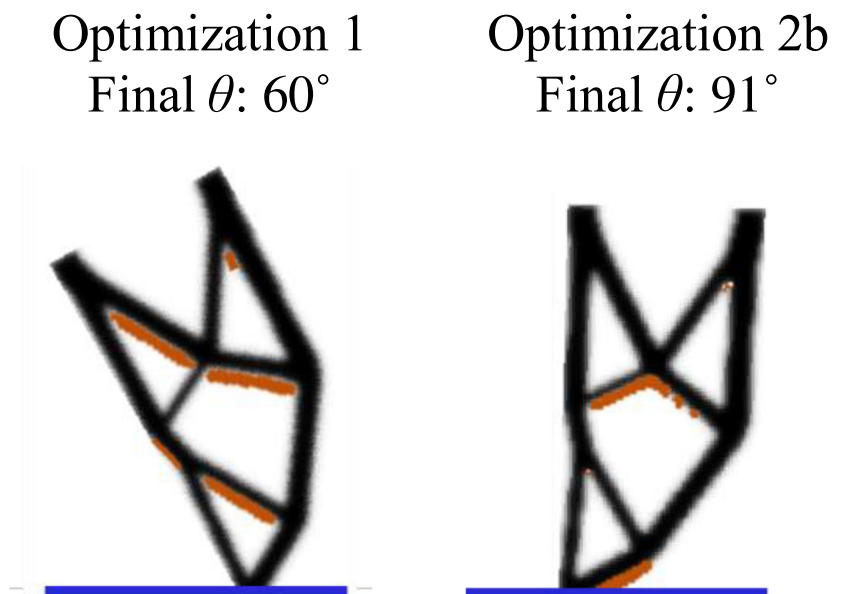 Optimization 1
Final θ: 60°
Optimization 2b
Final θ: 91°